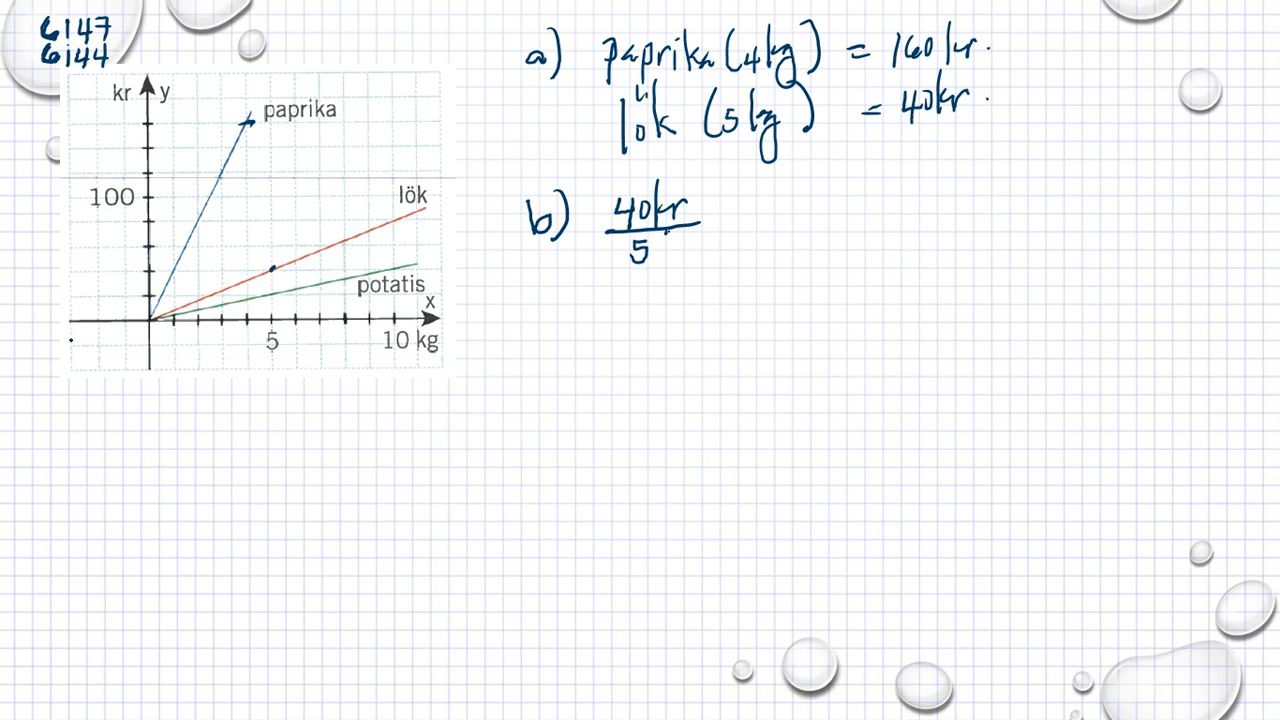 6147
6144
kr y
paprika
100
lök
potatis
x
5
10 kg
a) paprika (4kg) = 160 kr.
lök (5kg) = 40kr.
b) 40kr
5